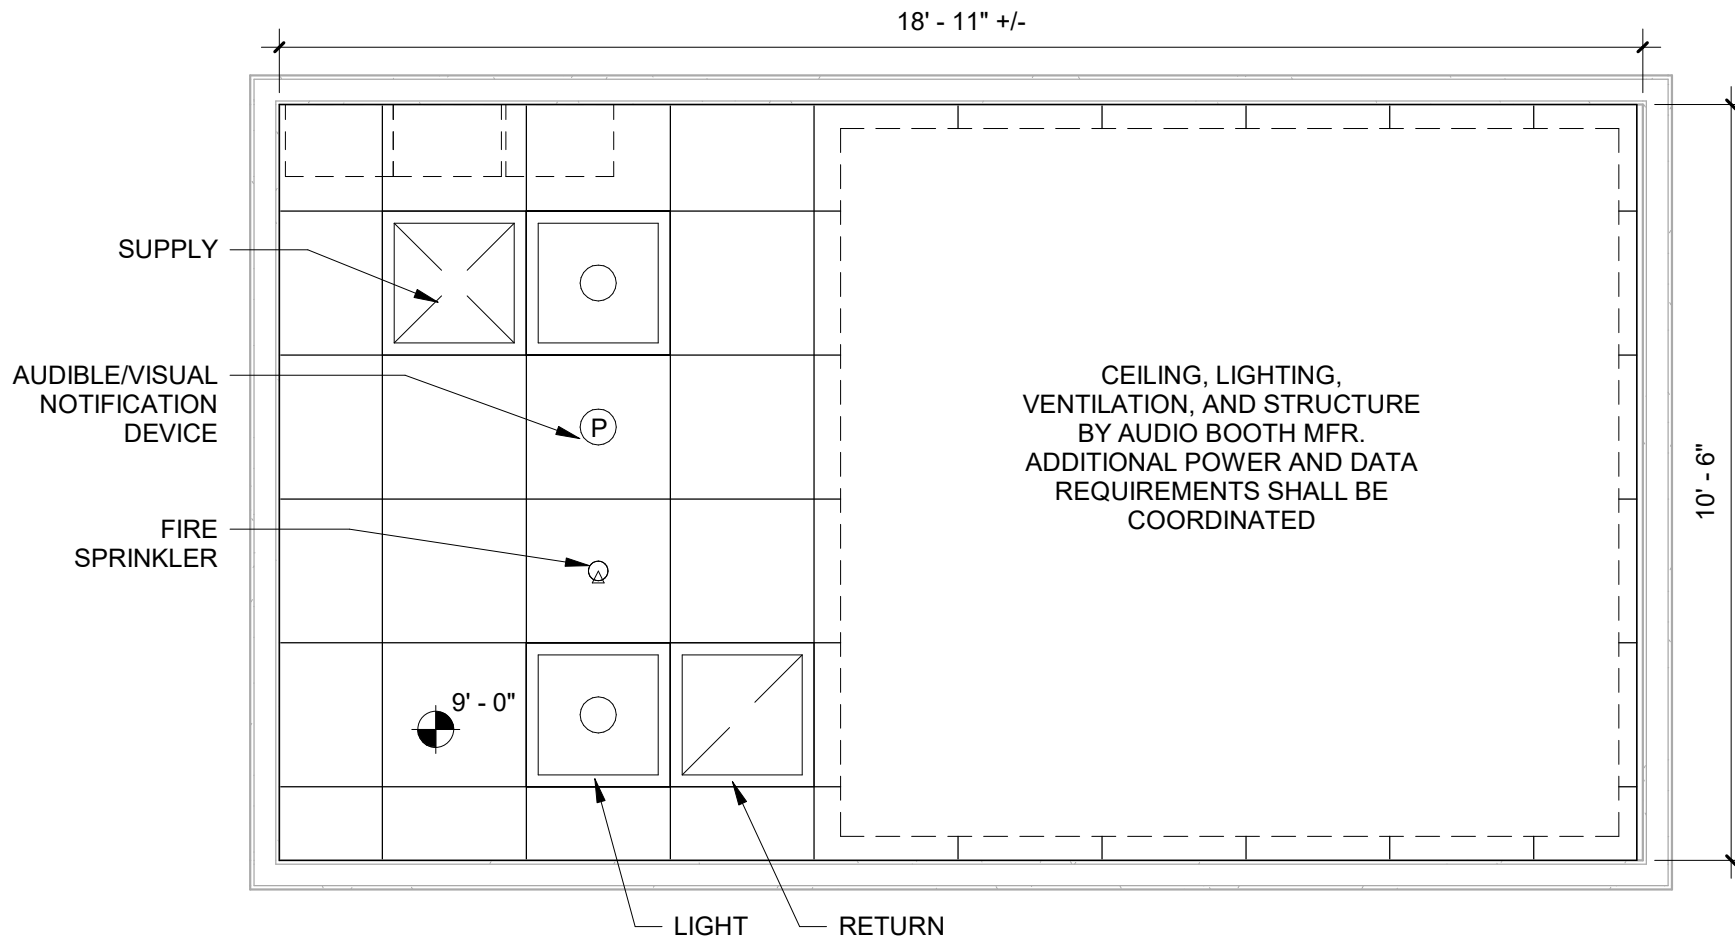 18' - 11" +/-
SUPPLY
AUDIBLE/VISUAL
NOTIFICATION
DEVICE
P
FIRE
SPRINKLER
9' - 0"
CEILING, LIGHTING,
VENTILATION, AND STRUCTURE
BY AUDIO BOOTH MFR.
ADDITIONAL POWER AND DATA
REQUIREMENTS SHALL BE
COORDINATED
10' - 6"
LIGHT
RETURN